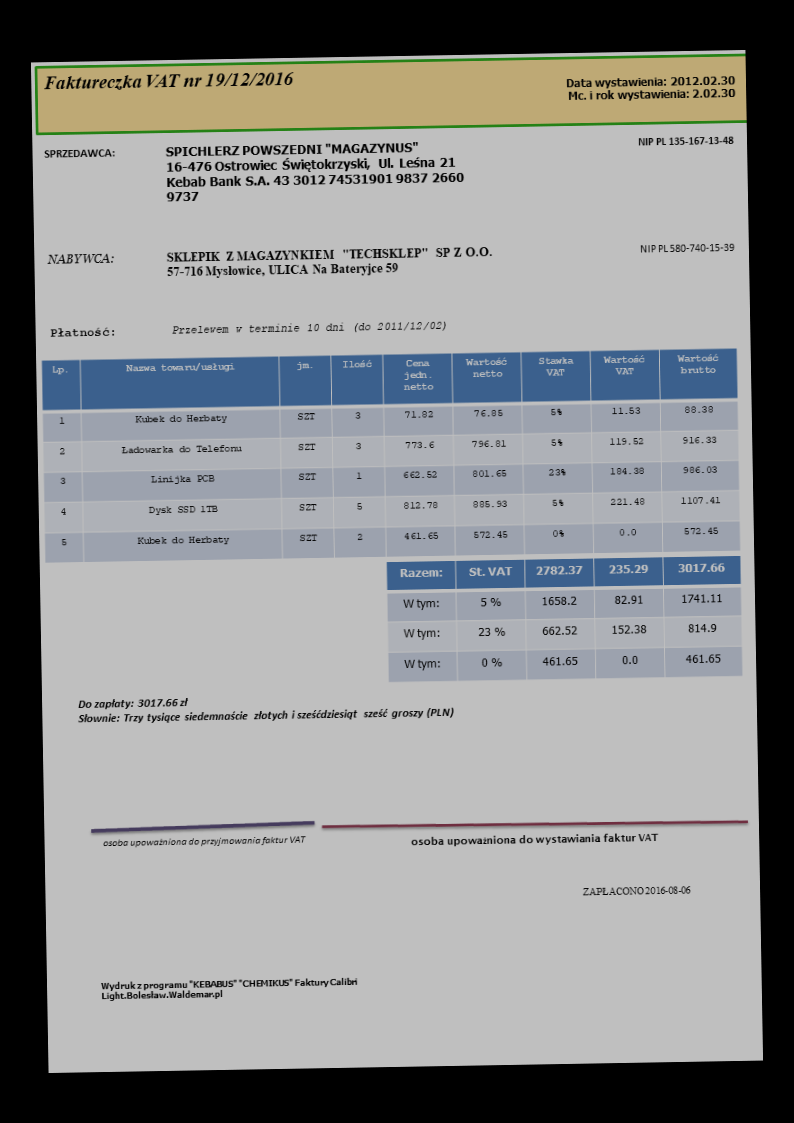 Faktureczka VAT nr 19/12/2016
Data wystawienia: 2012.02.30
Mc. i rok wystawienia: 2.02.30
SPRZEDAWCA:
SPICHLERZ POWSZEDNI "MAGAZYNUS"
16-476 Ostrowiec Świętokrzyski, Ul. Leśna 21
Kebab Bank S.A. 43 3012 74531901 9837 2660
9737
NIP PL 135-167-13-48
NABYWCA:
SKLEPIK Z MAGAZYNKIEM "TECHSKLEP" SP Z O.O.
57-716 Mysłowice, ULICA Na Bateryjce 59
NIP PL 580-740-15-39
Płatność:
Przelewem w terminie 10 dni (do 2011/12/02)
Lp. Nazwa towaru/usługi jm. Ilość Cena jedn. netto Wartość netto Stawka VAT Wartość VAT Wartość brutto
1 Kubek do Herbaty SZT 3 71.82 76.85 5% 11.53 88.38
2 Ładowarka do Telefonu SZT 3 773.6 796.81 5% 119.52 916.33
3 Linijka PCB SZT 1 662.52 801.65 23% 184.38 986.03
4 Dysk SSD 1TB SZT 5 812.78 885.93 5% 221.48 1107.41
5 Kubek do Herbaty SZT 2 461.65 572.45 0% 0.0 572.45
Razem: St. VAT 2782.37 235.29 3017.66
W tym: 5 % 1658.2 82.91 1741.11
W tym: 23 % 662.52 152.38 814.9
W tym: 0 % 461.65 0.0 461.65
Do zapłaty: 3017.66 zł
Słownie: Trzy tysiące siedemnaście złotych i sześćdziesiąt sześć groszy (PLN)
osoba upoważniona do przyjmowania faktur VAT
osoba upoważniona do wystawiania faktur VAT
ZAPŁACONO 2016-08-06
Wydruk z programu "KEBABUS" "CHEMIKUS" Faktury Calibri
Light.Bolesław.Waldemar.pl